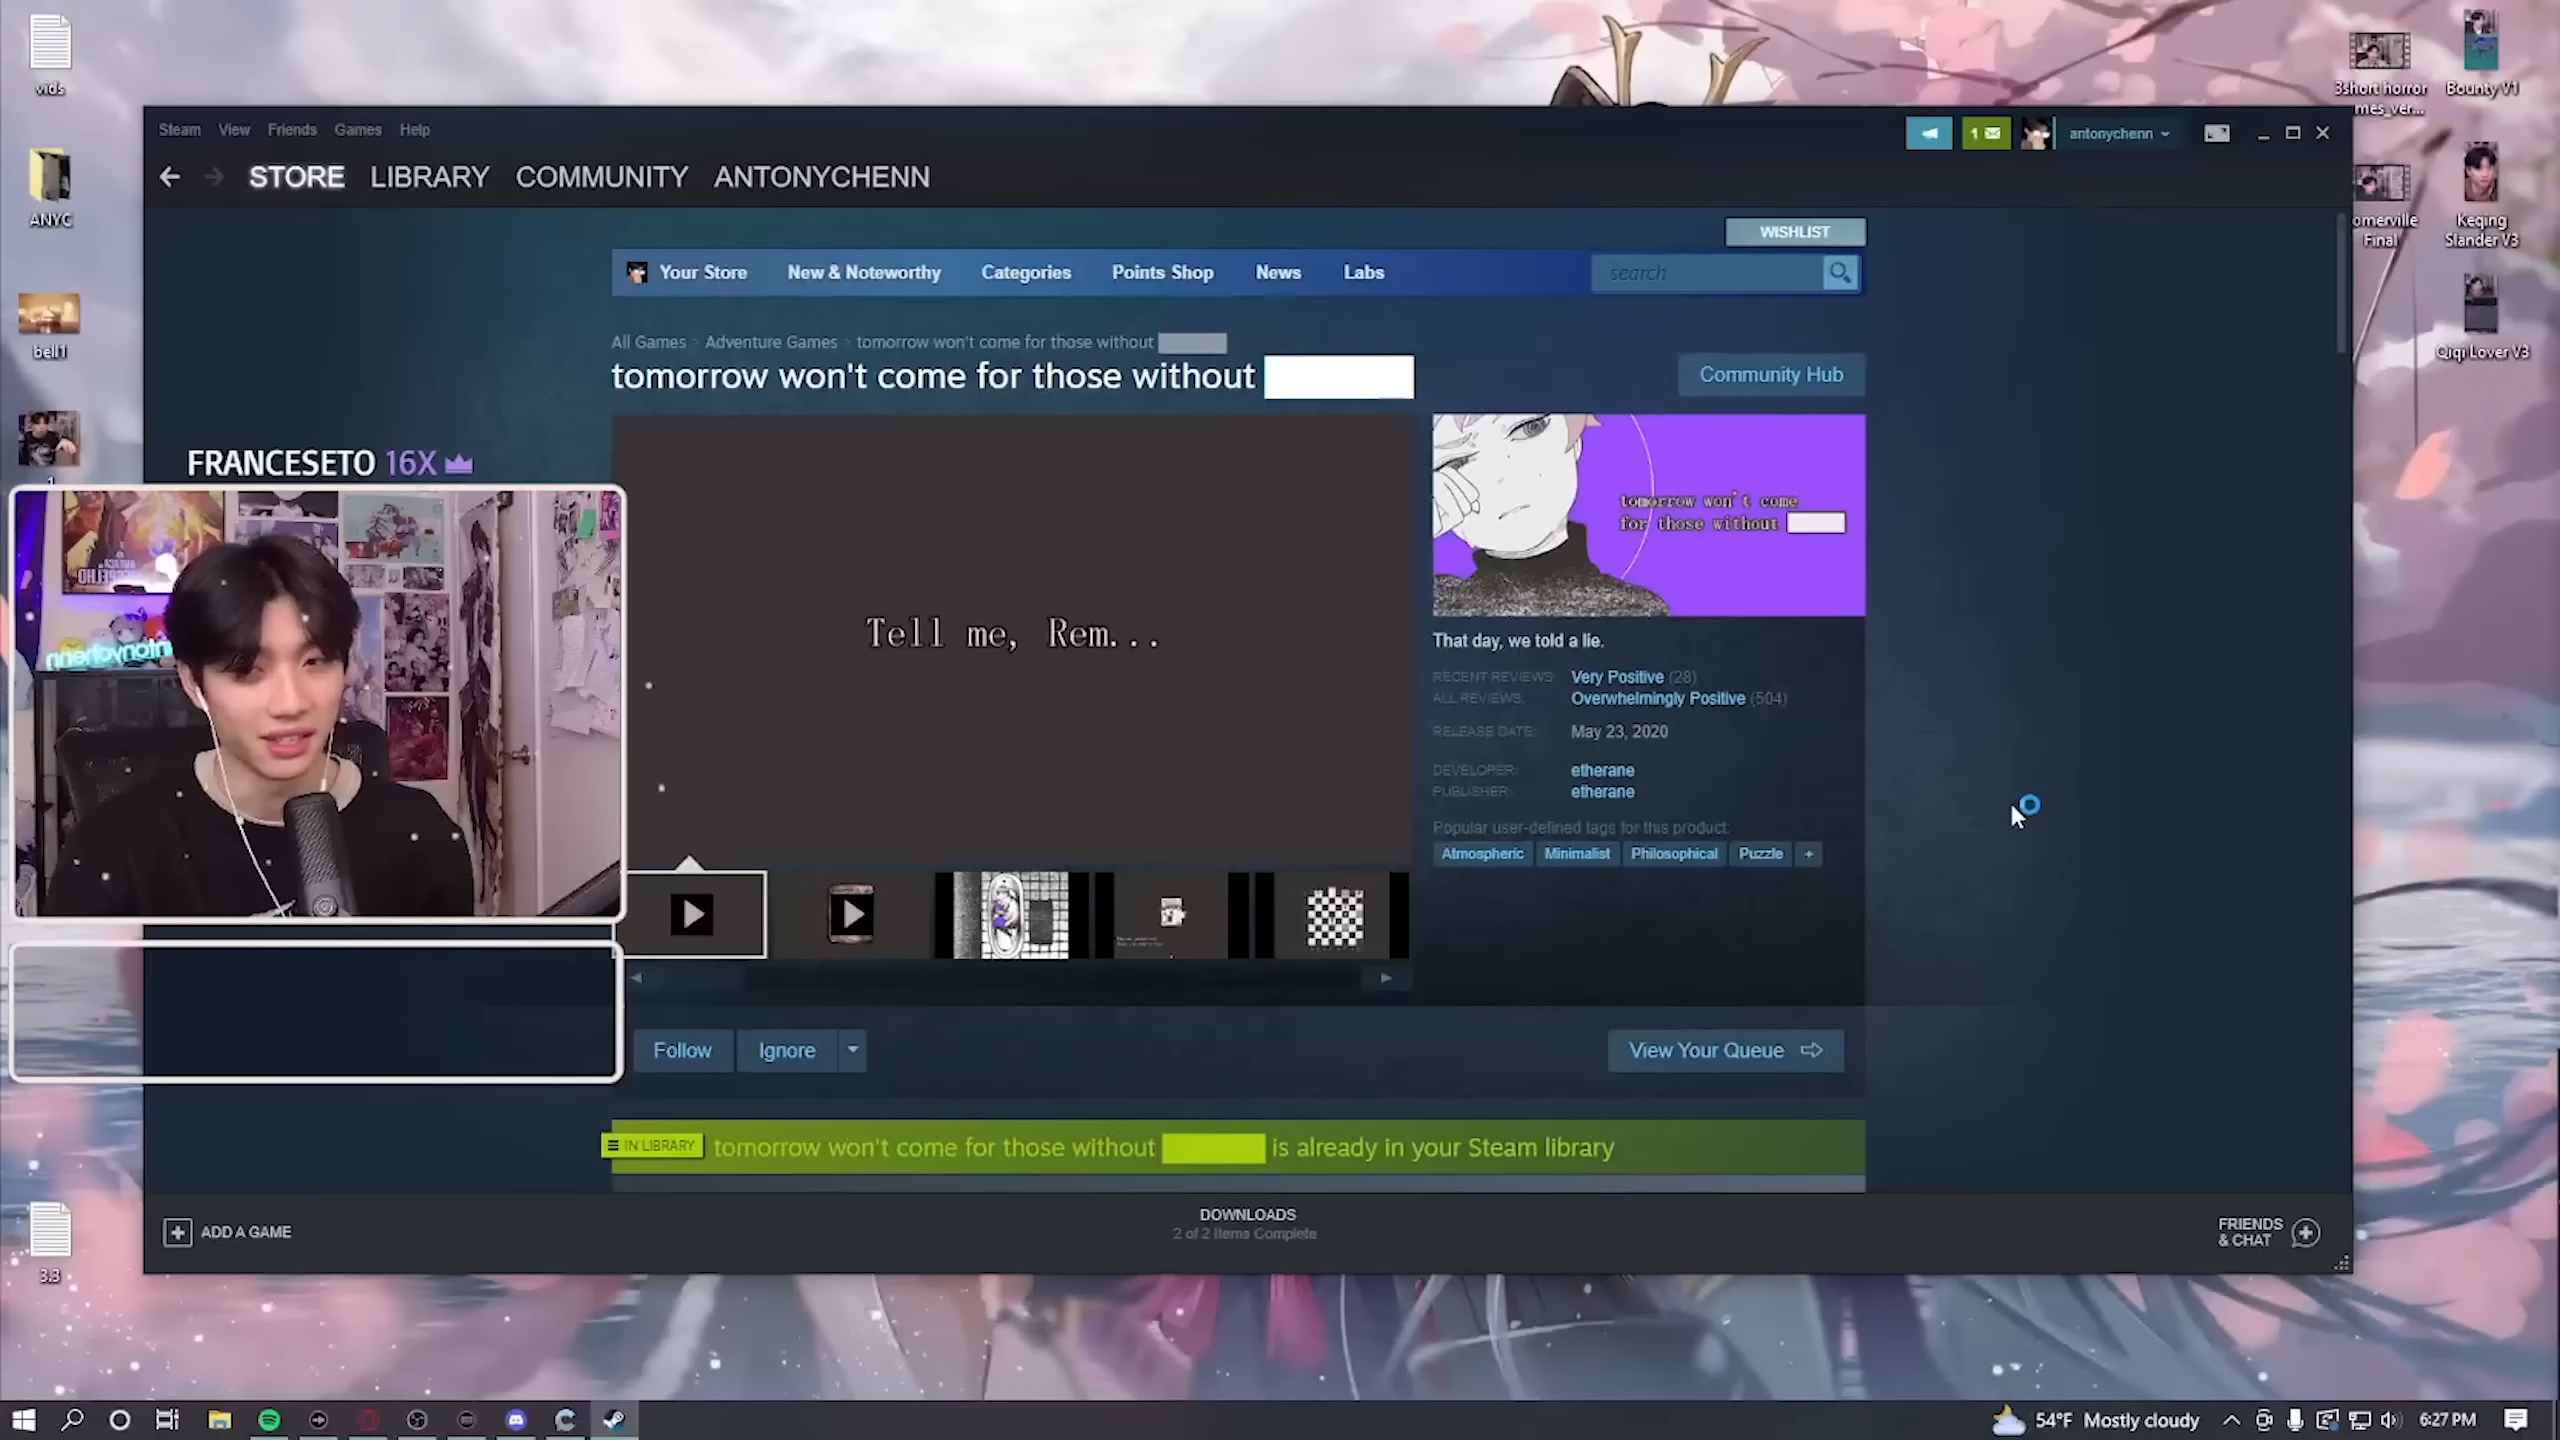 vids
ANYC
bell1
1
3.3
3short horror
mes_ver...
Bounty V1
omerville
Final
Keqing
Slander V3
Qiqi Lover V3
Steam View Friends Games Help
1 antonychenn
STORE LIBRARY COMMUNITY ANTONYCHENN
WISHLIST
Your Store New & Noteworthy Categories Points Shop News Labs search
All Games > Adventure Games > tomorrow won't come for those without
tomorrow won't come for those without
Community Hub
FRANCESETO 16X
antonychenn
Tell me, Rem...
tomorrow won't come
for those without
That day, we told a lie.
RECENT REVIEWS: Very Positive (28)
ALL REVIEWS: Overwhelmingly Positive (504)
RELEASE DATE: May 23, 2020
DEVELOPER: etherane
PUBLISHER: etherane
Popular user-defined tags for this product:
Atmospheric Minimalist Philosophical Puzzle +
Follow Ignore View Your Queue
IN LIBRARY tomorrow won't come for those without is already in your Steam library
ADD A GAME
DOWNLOADS
2 of 2 Items Complete
FRIENDS
& CHAT
54°F Mostly cloudy 6:27 PM